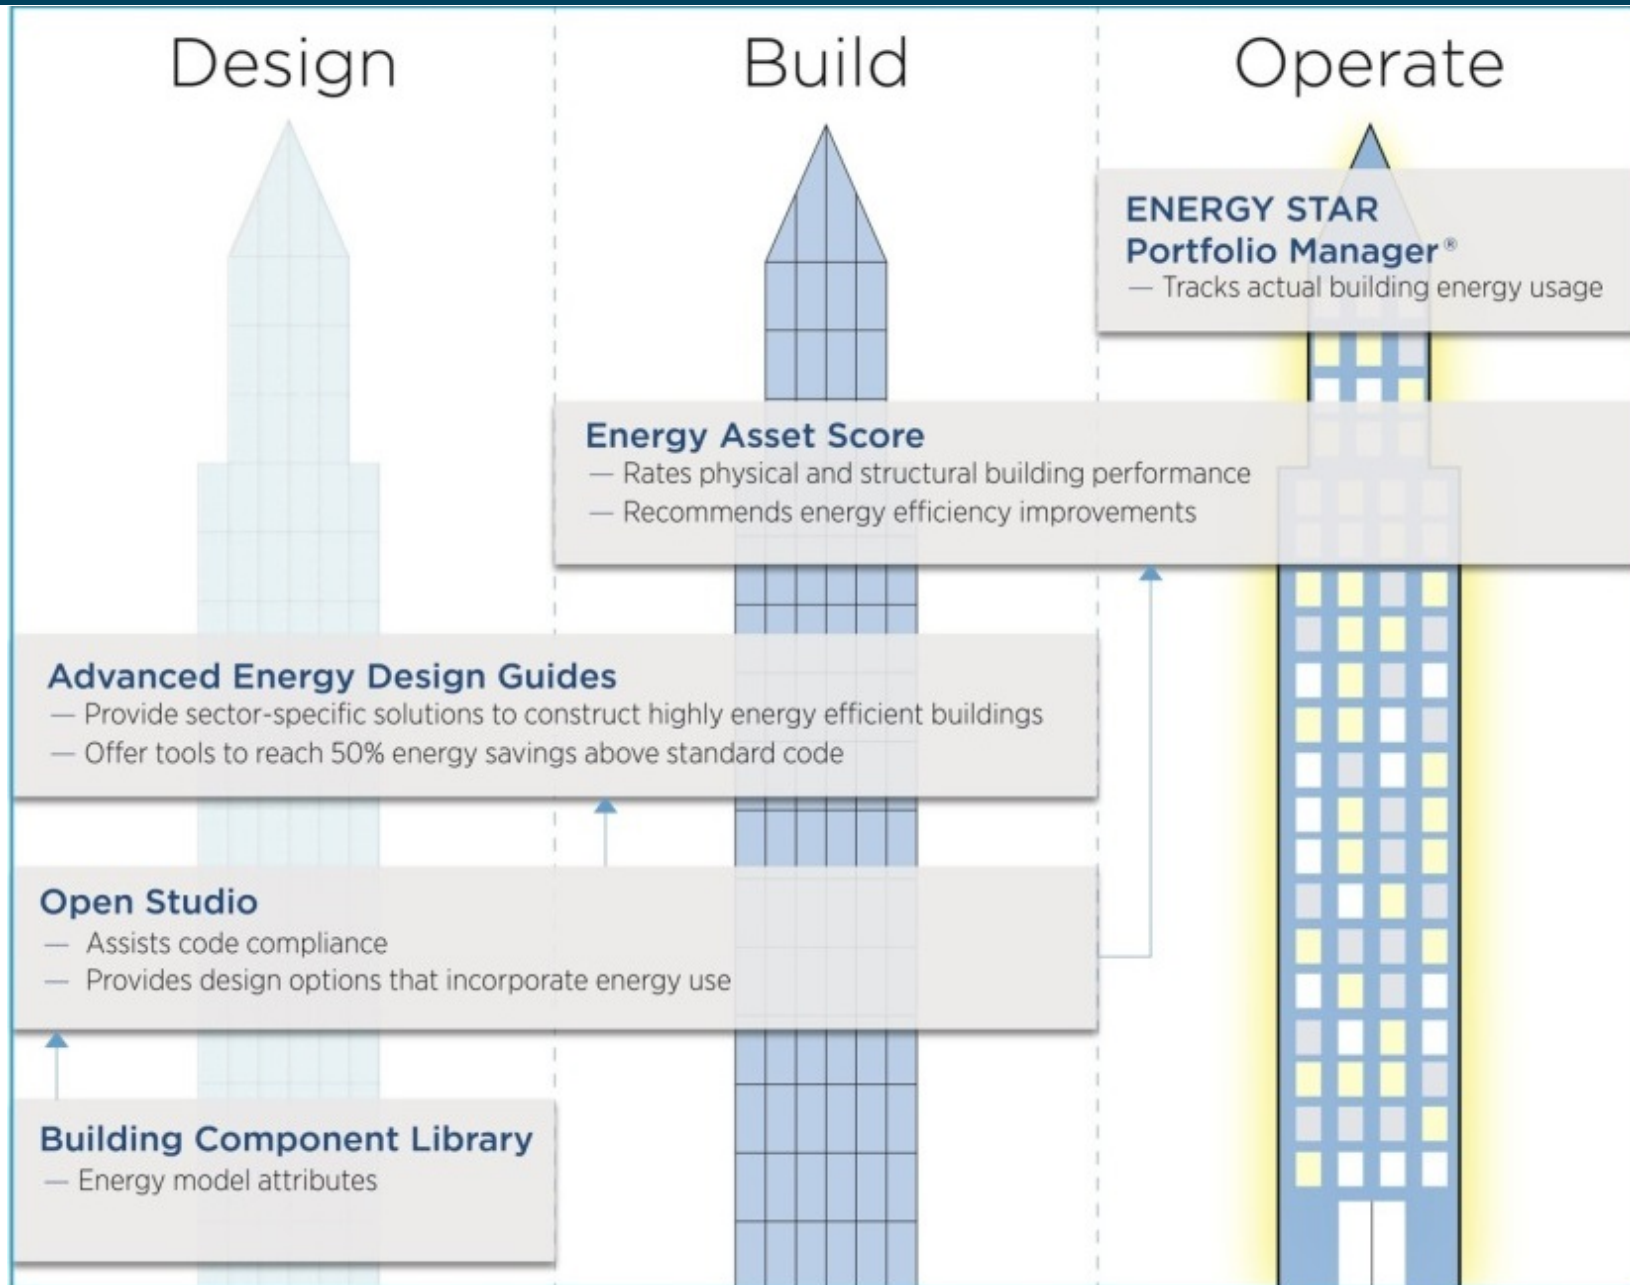 Design
Build
Operate
ENERGY STAR
Portfolio Manager®
— Tracks actual building energy usage
Energy Asset Score
— Rates physical and structural building performance
— Recommends energy efficiency improvements
Advanced Energy Design Guides
— Provide sector-specific solutions to construct highly energy efficient buildings
— Offer tools to reach 50% energy savings above standard code
Open Studio
— Assists code compliance
— Provides design options that incorporate energy use
Building Component Library
— Energy model attributes